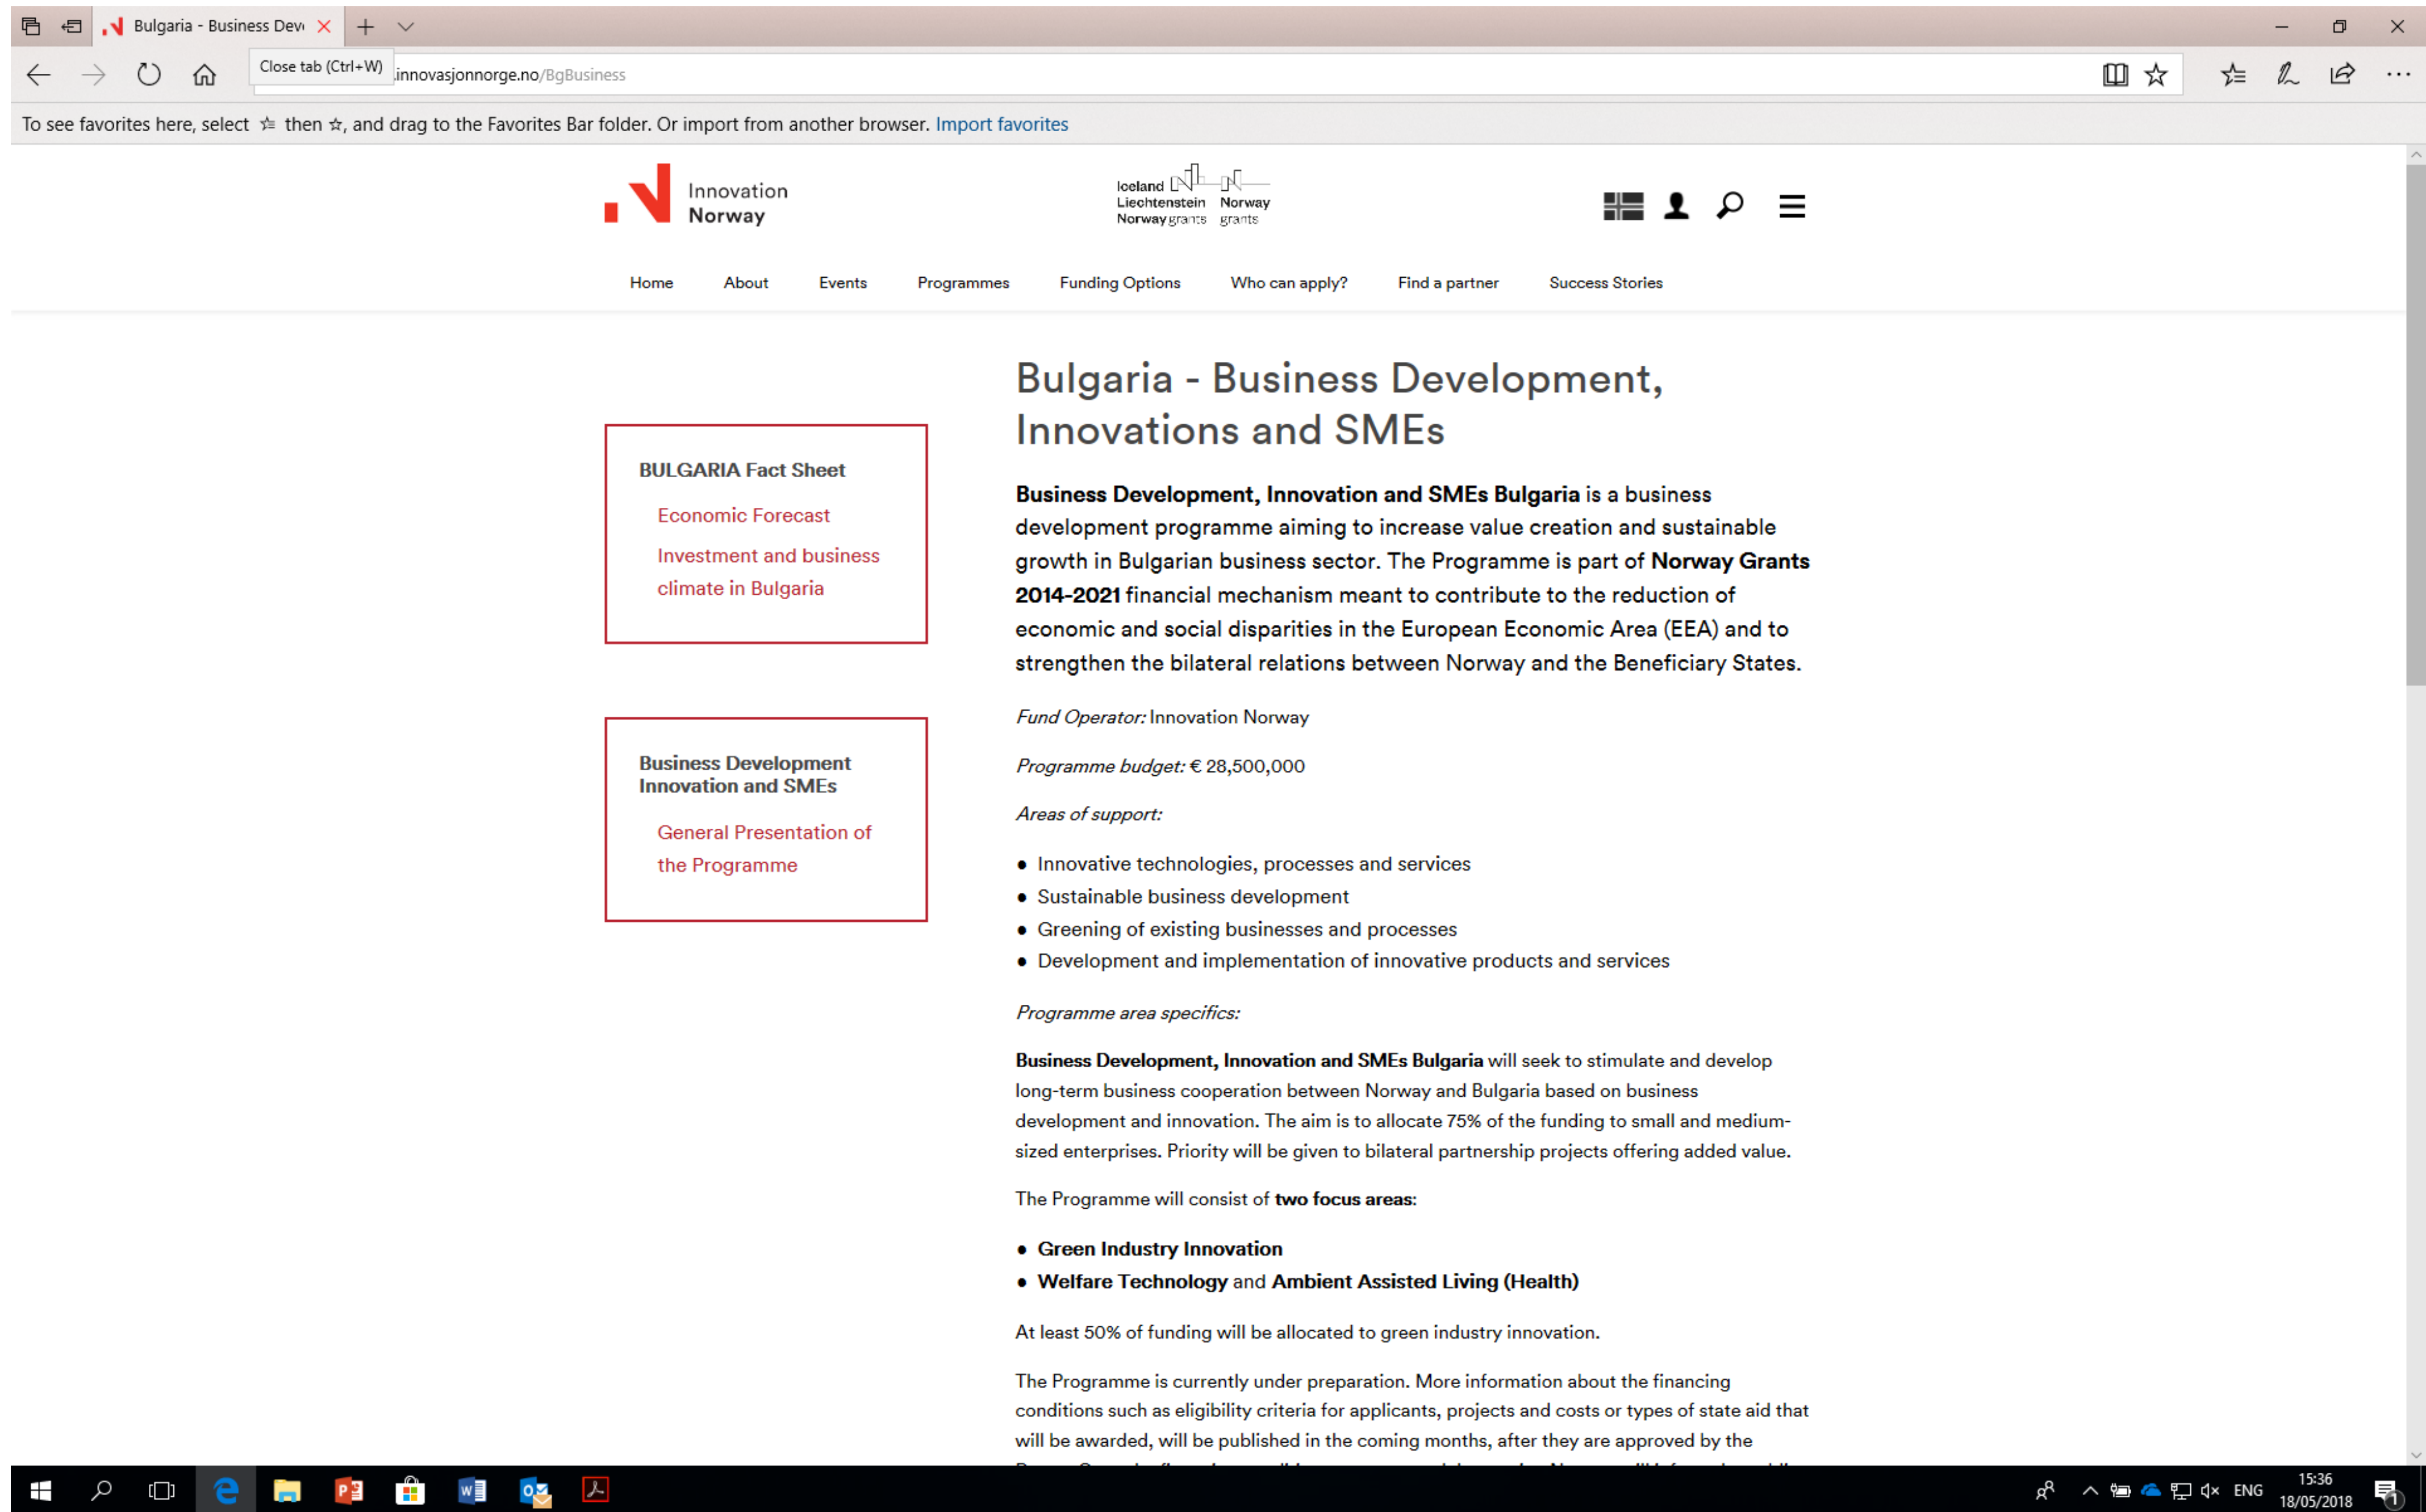 Bulgaria - Business Dev
Close tab (Ctrl+W)
.innovasjonnorge.no/BgBusiness
To see favorites here, select then , and drag to the Favorites Bar folder. Or import from another browser. Import favorites
Innovation
Norway
Iceland
Liechtenstein
Norway grants
Norway
grants
Home About Events Programmes Funding Options Who can apply? Find a partner Success Stories
BULGARIA Fact Sheet
Economic Forecast
Investment and business
climate in Bulgaria
Business Development
Innovation and SMEs
General Presentation of
the Programme
Bulgaria - Business Development,
Innovations and SMEs
Business Development, Innovation and SMEs Bulgaria is a business
development programme aiming to increase value creation and sustainable
growth in Bulgarian business sector. The Programme is part of Norway Grants
2014-2021 financial mechanism meant to contribute to the reduction of
economic and social disparities in the European Economic Area (EEA) and to
strengthen the bilateral relations between Norway and the Beneficiary States.
Fund Operator: Innovation Norway
Programme budget: € 28,500,000
Areas of support:
• Innovative technologies, processes and services
• Sustainable business development
• Greening of existing businesses and processes
• Development and implementation of innovative products and services
Programme area specifics:
Business Development, Innovation and SMEs Bulgaria will seek to stimulate and develop
long-term business cooperation between Norway and Bulgaria based on business
development and innovation. The aim is to allocate 75% of the funding to small and medium-
sized enterprises. Priority will be given to bilateral partnership projects offering added value.
The Programme will consist of two focus areas:
• Green Industry Innovation
• Welfare Technology and Ambient Assisted Living (Health)
At least 50% of funding will be allocated to green industry innovation.
The Programme is currently under preparation. More information about the financing
conditions such as eligibility criteria for applicants, projects and costs or types of state aid that
will be awarded, will be published in the coming months, after they are approved by the
ENG
15:36
18/05/2018
1